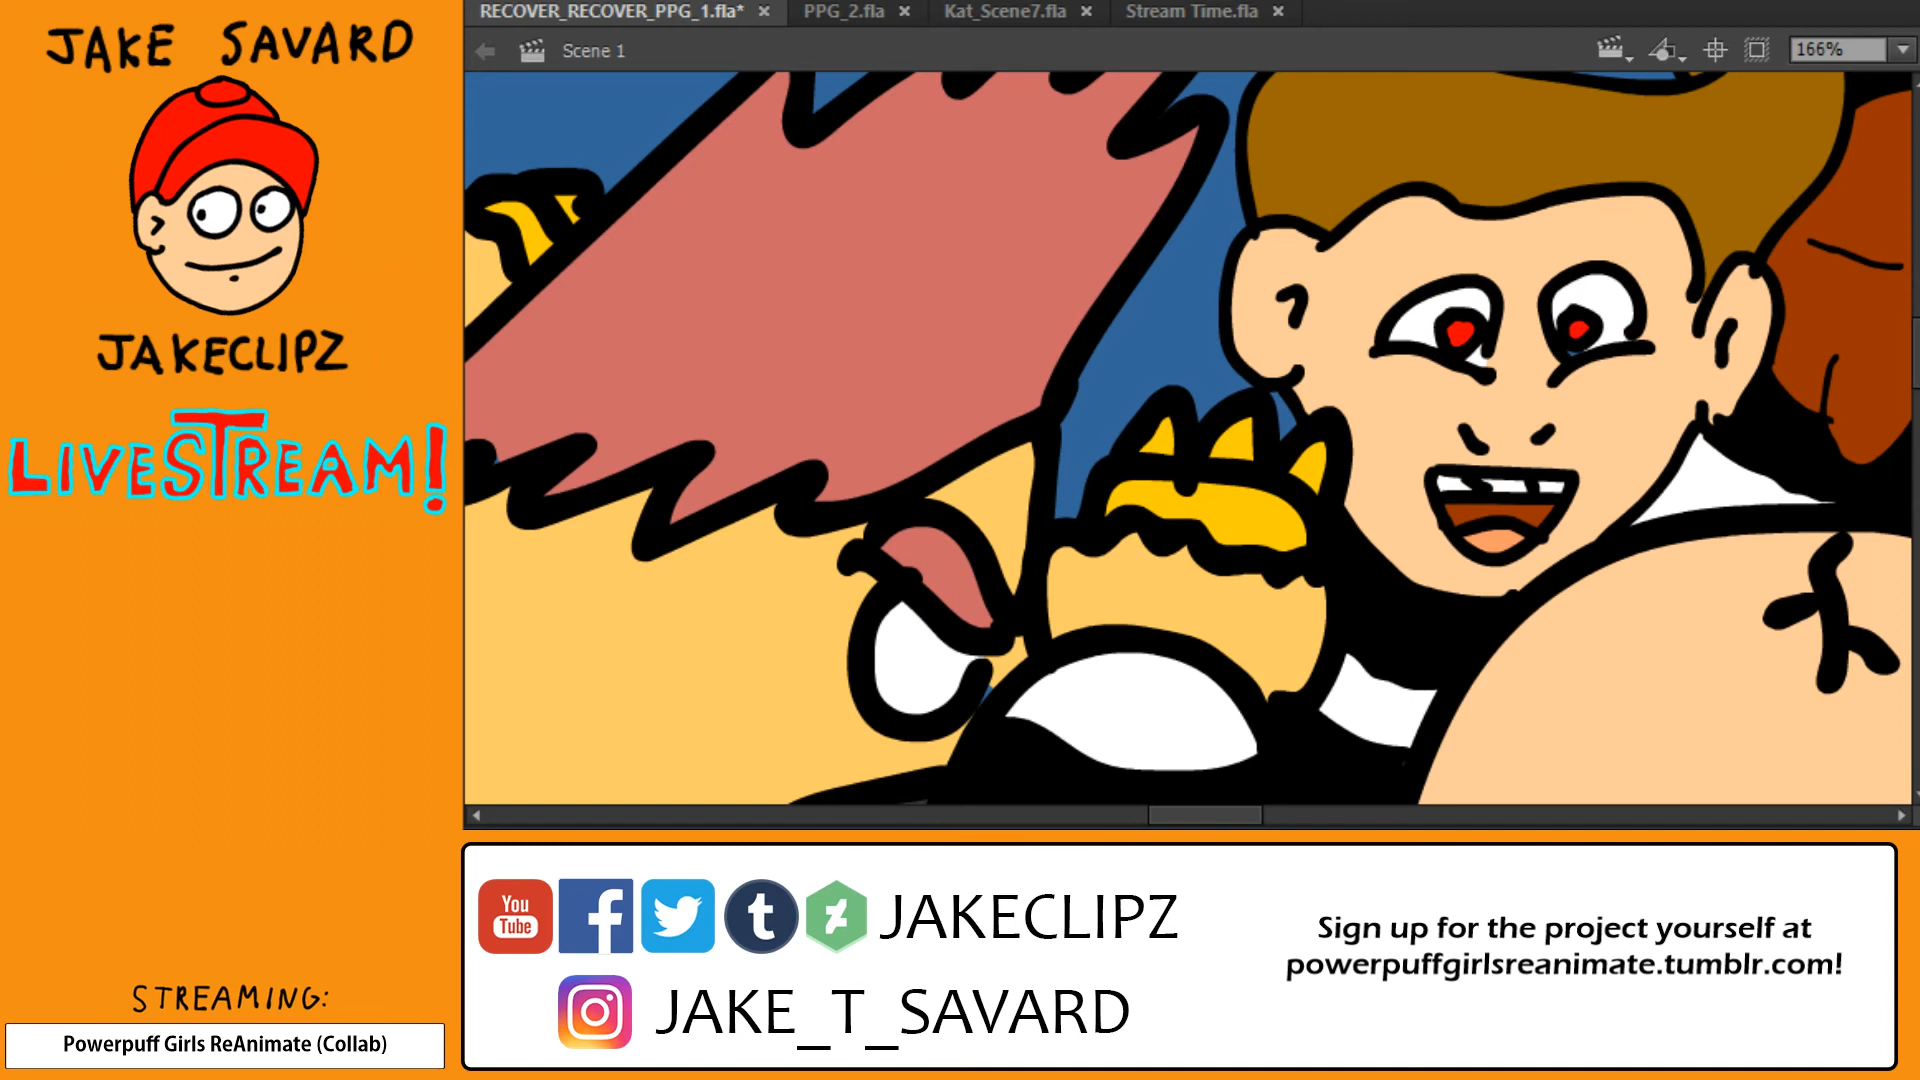 JAKE SAVARD
JAKECLIPZ
LIVESTREAM!
STREAMING:
Powerpuff Girls ReAnimate (Collab)
RECOVER_RECOVER_PPG_1.fla*
PPG_2.fla
Kat_Scene7.fla
Stream Time.fla
Scene 1
166%
You
Tube
f
t
JAKECLIPZ
JAKE_T_SAVARD
Sign up for the project yourself at
powerpuffgirlsreanimate.tumblr.com!